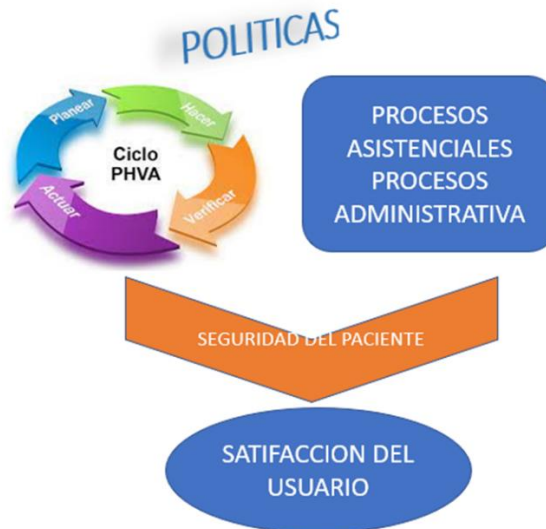 POLITICAS
Planear
Hacer
Ciclo
PHVA
Actuar
Verificar
PROCESOS
ASISTENCIALES
PROCESOS
ADMINISTRATIVA
SEGURIDAD DEL PACIENTE
SATIFACCION DEL
USUARIO